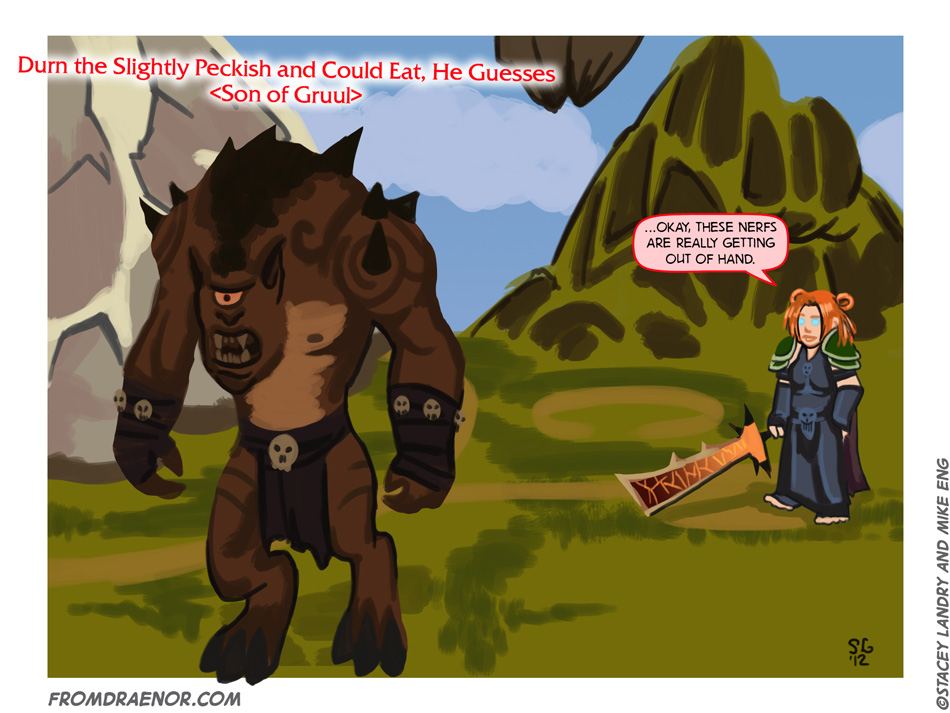 Durn the Slightly Peckish and Could Eat, He Guesses
<Son of Gruul>
...OKAY, THESE NERFS
ARE REALLY GETTING
OUT OF HAND.
SG
'12
FROMDRAENOR.COM
©STACEY LANDRY AND MIKE ENG